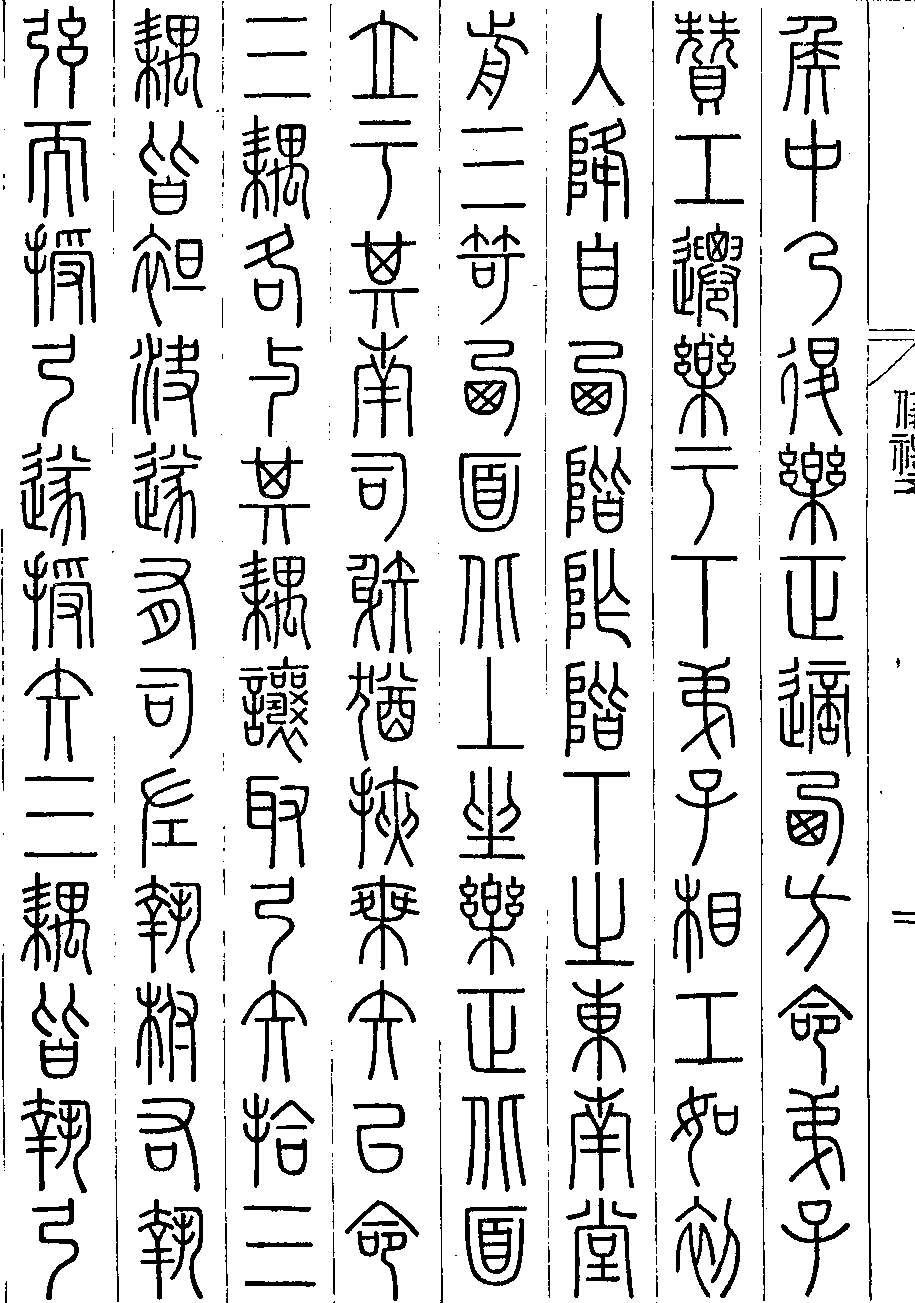 侯中乃退樂正適西方命弟子
贊工遷樂于下弟子相工如初
入降自西階阼階下之東南堂
前三笴西面北上坐樂正北面
立于其南司射猶挾乘矢以命
三耦各與其耦讓取弓矢拾三
耦皆袒決遂有司左執弣右執
弦而授弓遂授矢三耦皆執弓